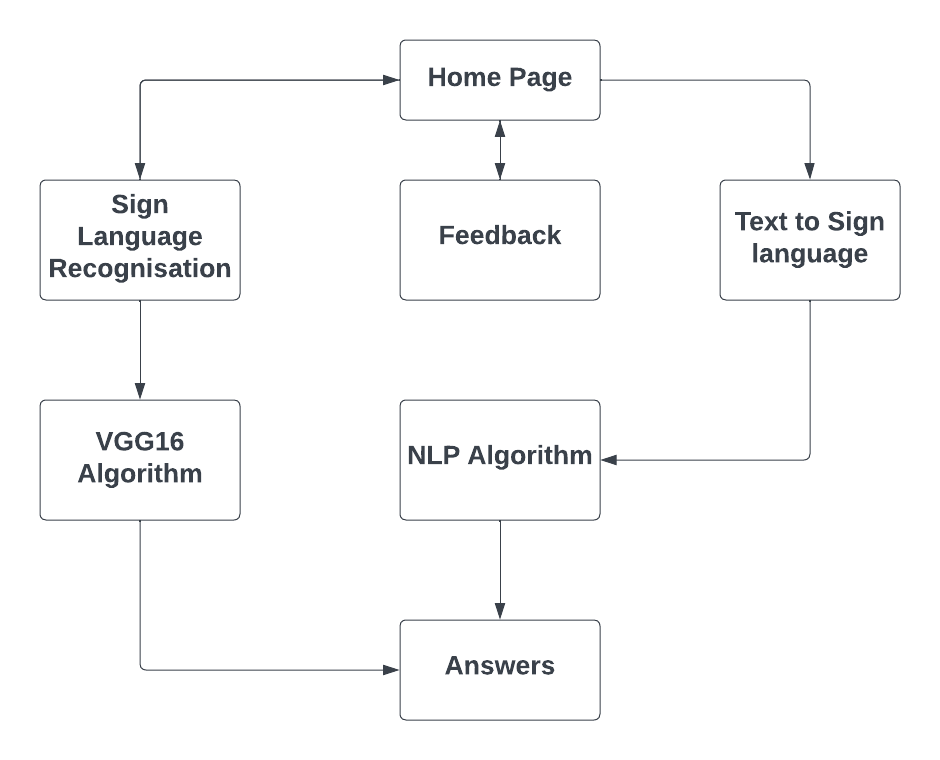 Home Page
Sign
Language
Recognisation
Feedback
Text to Sign
language
VGG16
Algorithm
NLP Algorithm
Answers